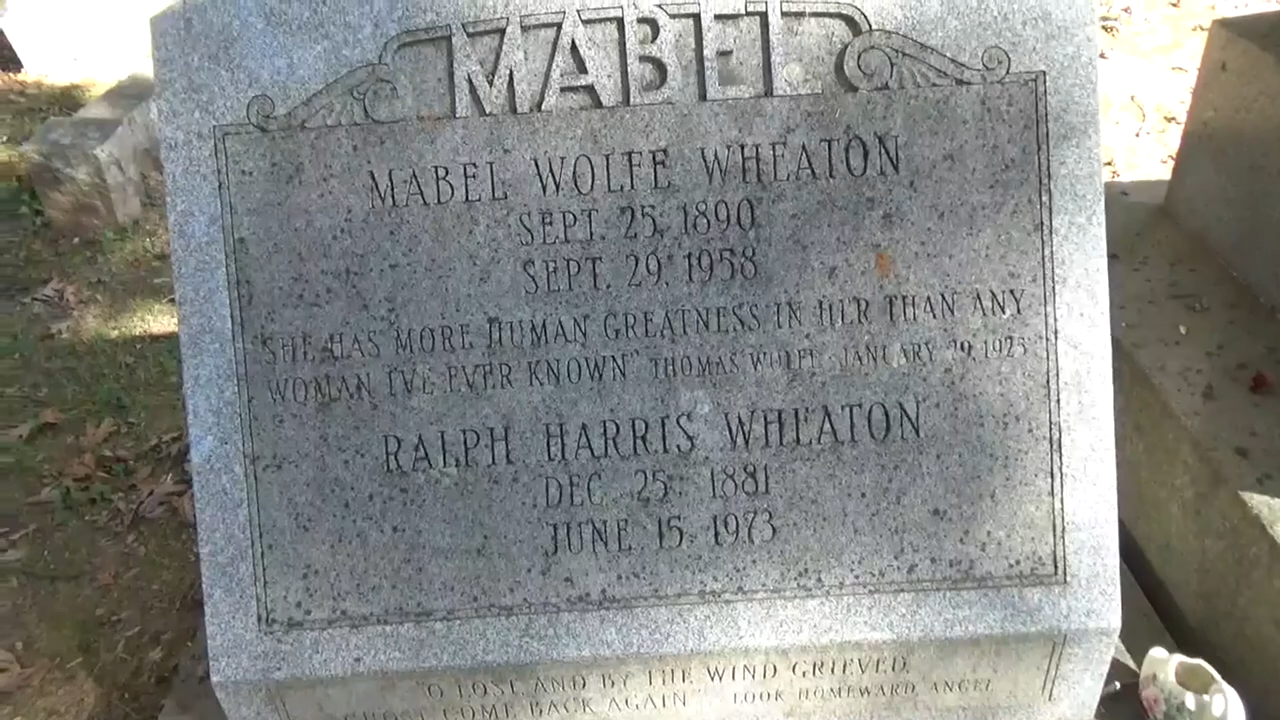 MABEL
MABEL WOLFE WHEATON
SEPT. 25, 1890
SEPT. 29, 1958
SHE HAS MORE HUMAN GREATNESS IN HER THAN ANY
WOMAN I'VE EVER KNOWN" THOMAS WOLFE - JANUARY 29, 1925
RALPH HARRIS WHEATON
DEC. 25, 1881
JUNE 15, 1973
"O LOST, AND BY THE WIND GRIEVED,
GHOST COME BACK AGAIN" LOOK HOMEWARD ANGEL